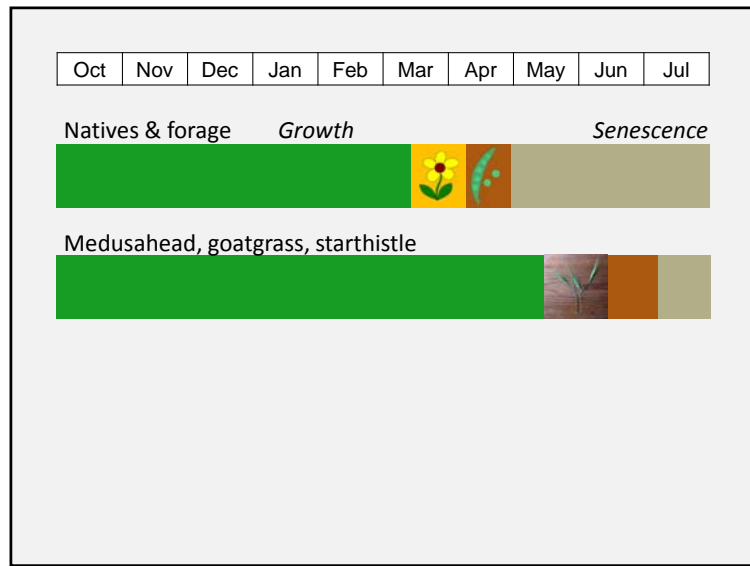 Oct Nov Dec Jan Feb Mar Apr May Jun Jul
Natives & forage Growth Senescence
Medusahead, goatgrass, starthistle